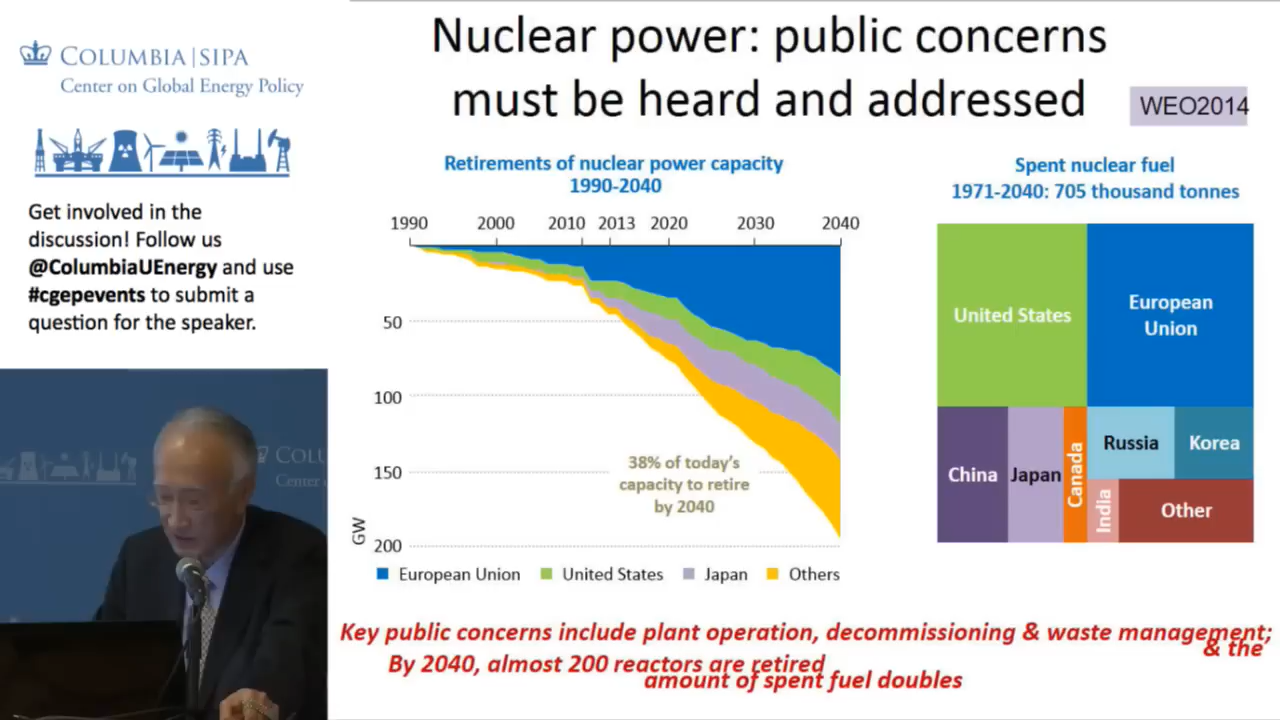 COLUMBIA | SIPA
Center on Global Energy Policy
Get involved in the
discussion! Follow us
@ColumbiaUEnergy and use
#cgepevents to submit a
question for the speaker.
COLU
Center
Nuclear power: public concerns
must be heard and addressed
WEO2014
Retirements of nuclear power capacity
1990-2040
1990 2000 2010 2013 2020 2030 2040
50
100
150
200
GW
38% of today's
capacity to retire
by 2040
European Union United States Japan Others
Spent nuclear fuel
1971-2040: 705 thousand tonnes
United States
European
Union
China
Japan
Canada
Russia
Korea
India
Other
Key public concerns include plant operation, decommissioning & waste management;
By 2040, almost 200 reactors are retired
& the
amount of spent fuel doubles